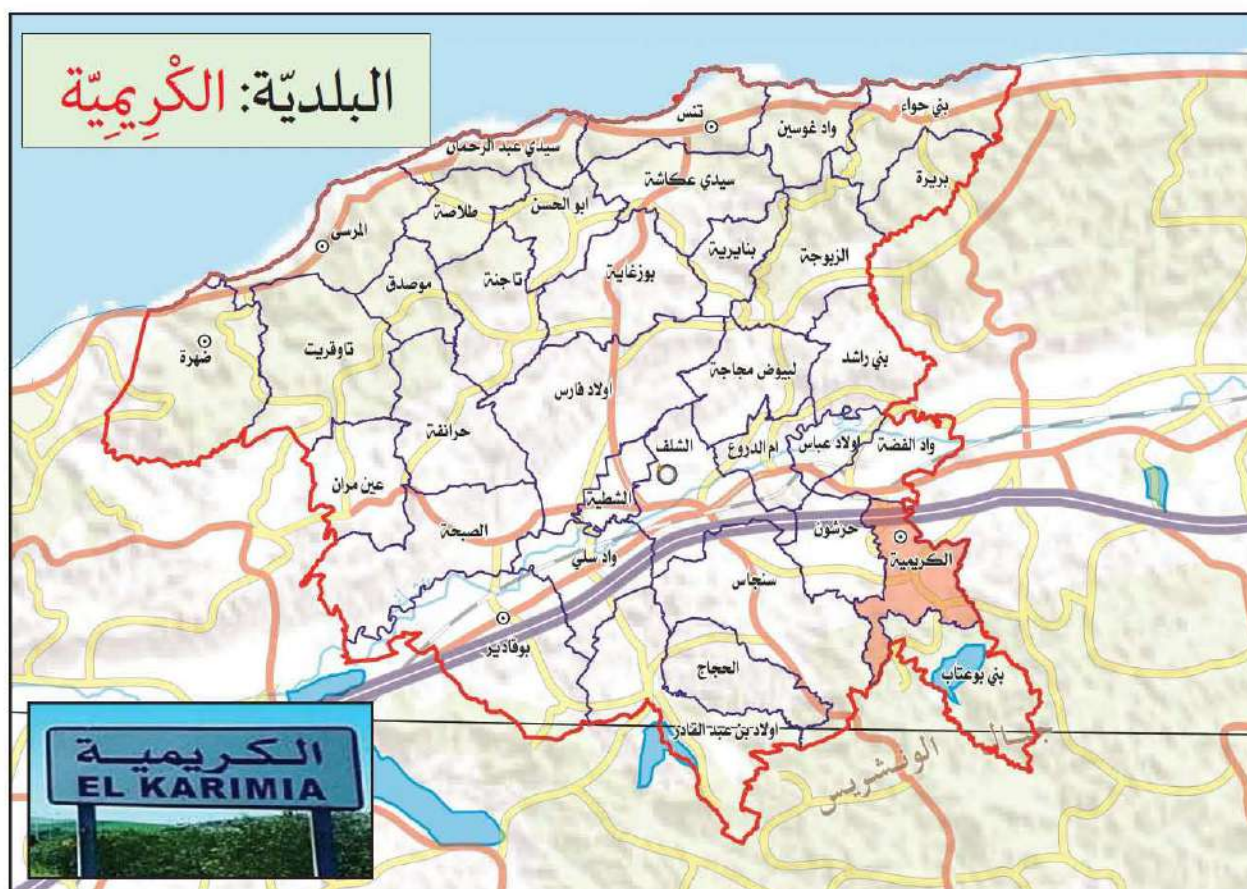 البلديّة: الكْرِيمِيّة
بني حواء
تنس
واد غوسين
سيدي عبد الرحمان
سيدي عكاشة
بريرة
ابو الحسن
طلاصة
المرسى
بنايرية
الزبوجة
بوزغاية
تاجنة
موصدق
تاوقريت
ضهرة
بني راشد
لبيوض مجاجة
اولاد فارس
حرانفة
واد الفضة
اولاد عباس
ام الدروع
الشلف
عين مران
الشطية
الصبحة
حرشون
الكريمية
واد سلي
سنجاس
بوقادير
الحجاج
بني بوعتاب
اولاد بن عبد القادر
جبال الونشريس
الكريمية
EL KARIMIA